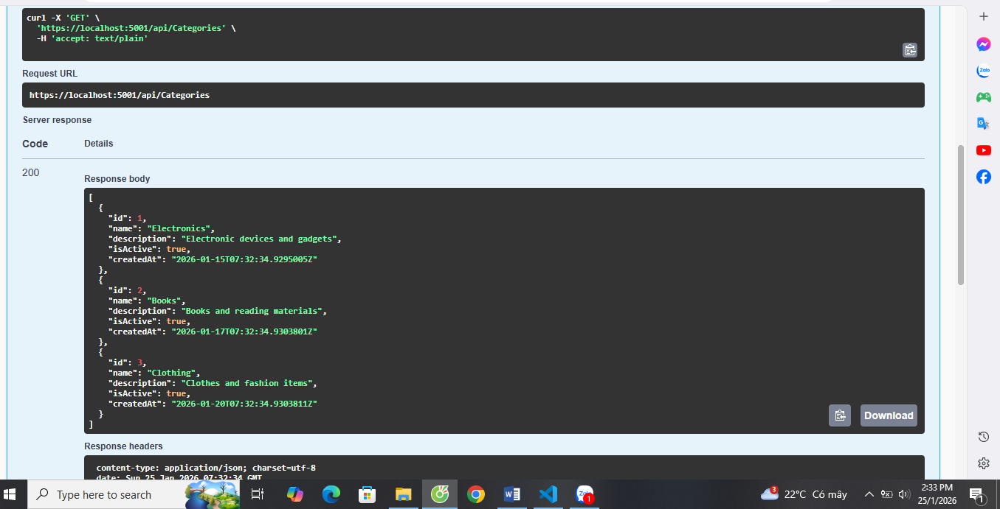 curl -X 'GET' \
  'https://localhost:5001/api/Categories' \
  -H 'accept: text/plain'
Request URL
https://localhost:5001/api/Categories
Server response
Code Details
200
Response body
[
  {
    "id": 1,
    "name": "Electronics",
    "description": "Electronic devices and gadgets",
    "isActive": true,
    "createdAt": "2026-01-15T07:32:34.9295005Z"
  },
  {
    "id": 2,
    "name": "Books",
    "description": "Books and reading materials",
    "isActive": true,
    "createdAt": "2026-01-17T07:32:34.9303801Z"
  },
  {
    "id": 3,
    "name": "Clothing",
    "description": "Clothes and fashion items",
    "isActive": true,
    "createdAt": "2026-01-20T07:32:34.9303811Z"
  }
]
Download
Response headers
content-type: application/json; charset=utf-8
date: Sun,25 Jan 2026 07:32:34 GMT
Zalo
Type here to search
1
3
22°C Có mây
2:33 PM
25/1/2026
1